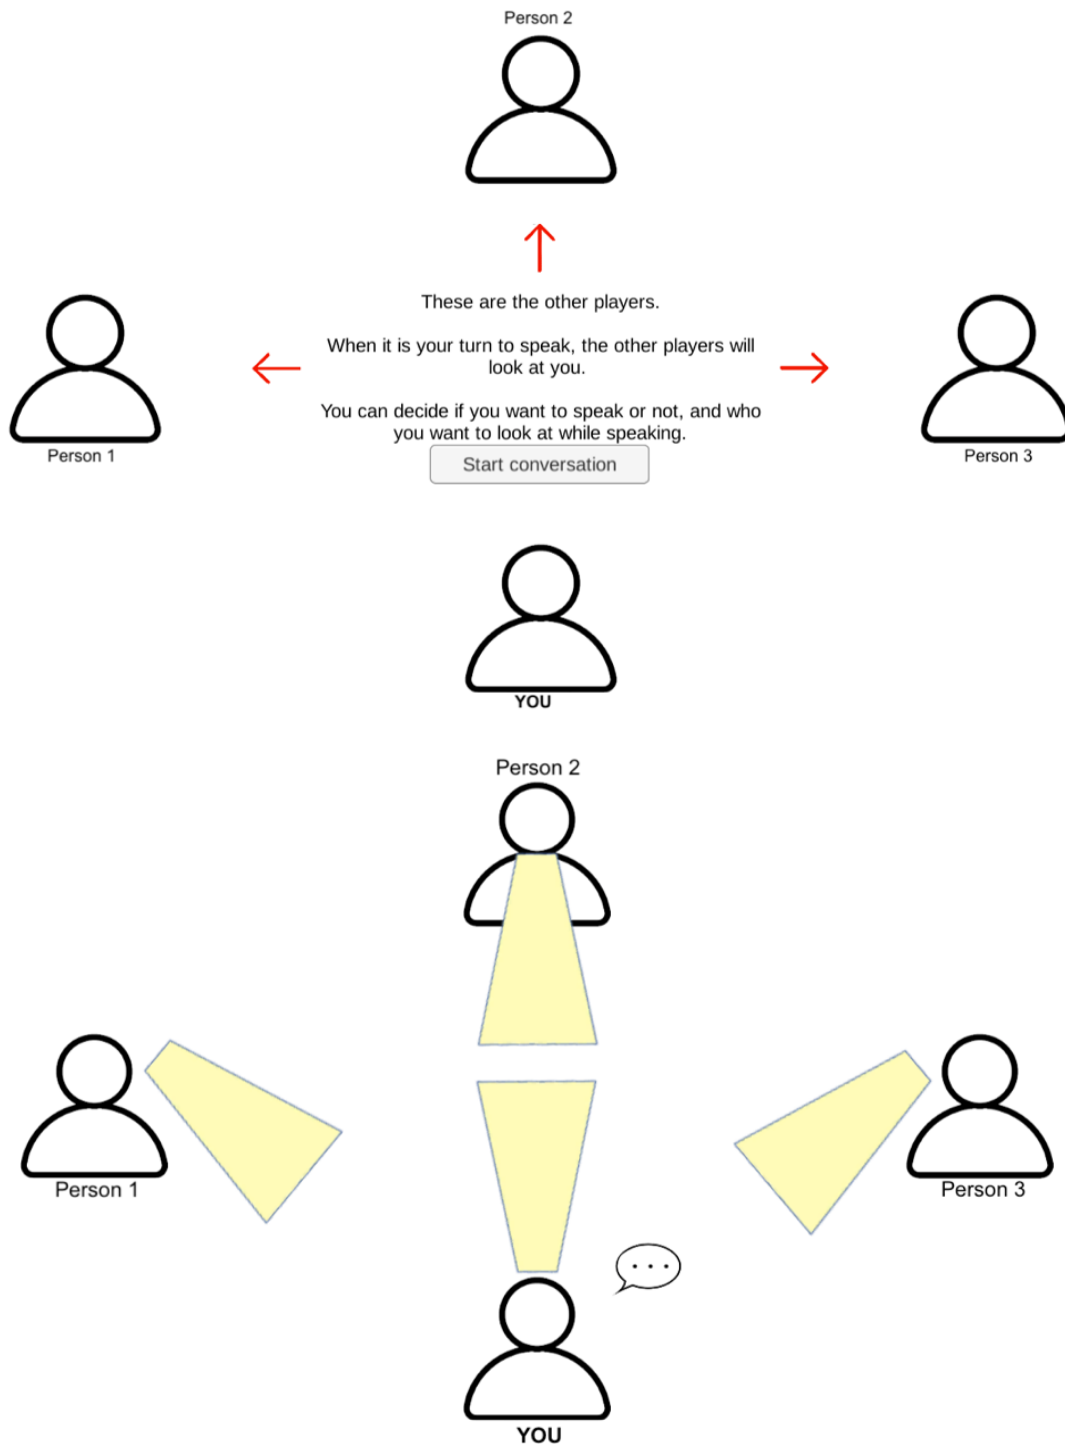 Person 2
These are the other players.
When it is your turn to speak, the other players will
look at you.
You can decide if you want to speak or not, and who
you want to look at while speaking.
Start conversation
Person 1
Person 3
YOU
Person 2
Person 1
Person 3
YOU